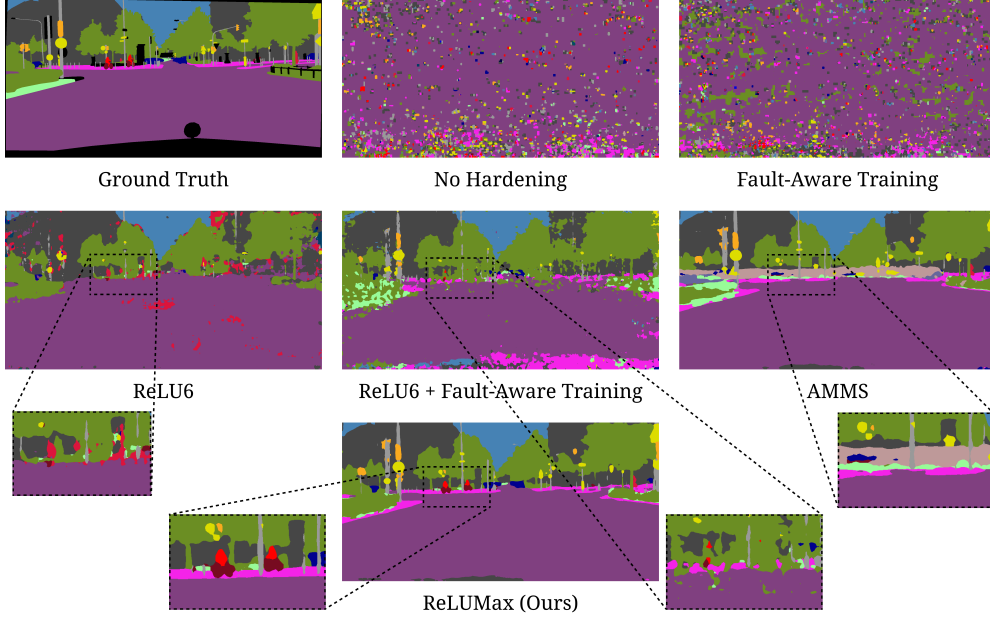 Ground Truth
No Hardening
Fault-Aware Training
ReLU6
ReLU6 + Fault-Aware Training
AMMS
ReLUMax (Ours)